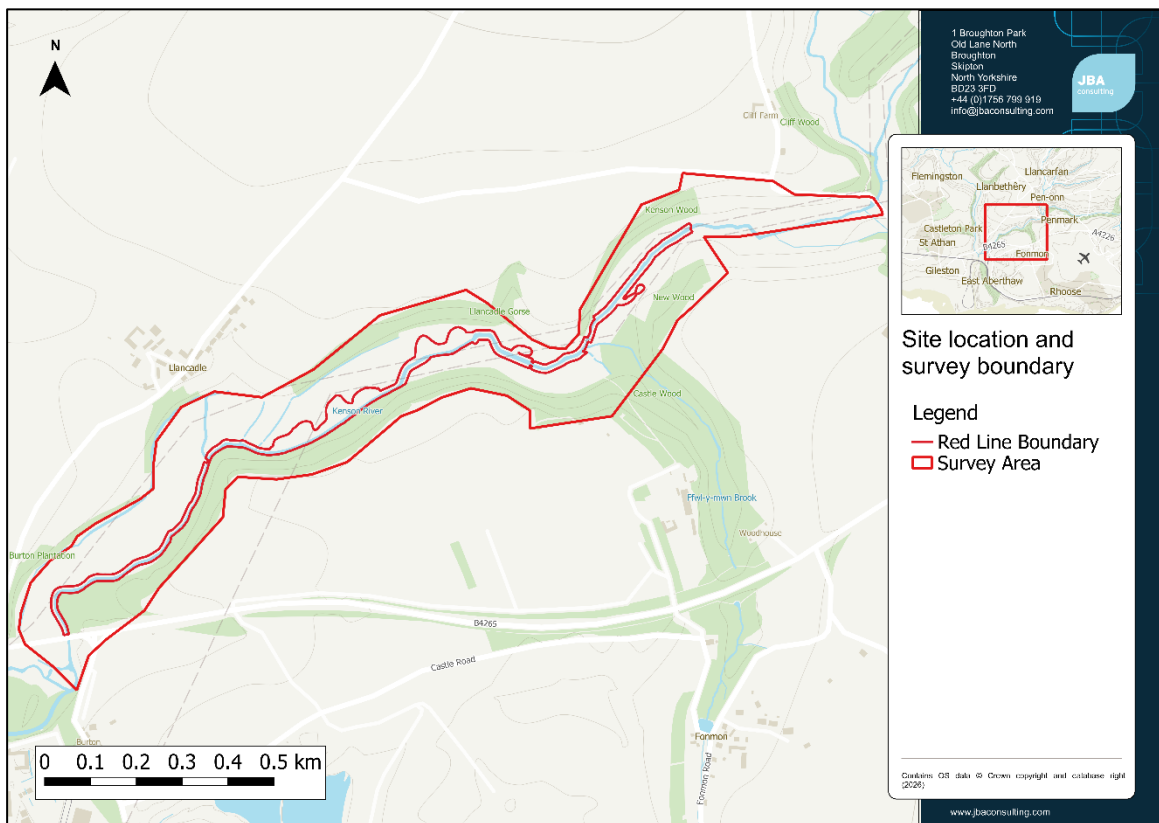 N
Cliff Farm
Cliff Wood
Kenson Wood
New Wood
Llancadle Gorse
Llancadle
Kenson River
Castle Wood
Ffwl-y-mwn Brook
Woodhouse
Burton Plantation
B4265
Castle Road
Burton
Fonmon
Fonmon Road
0 0.1 0.2 0.3 0.4 0.5 km
1 Broughton Park
Old Lane North
Broughton
Skipton
North Yorkshire
BD23 3FD
+44 (0)1756 799 919
info@jbaconsulting.com
JBA
consulting
Flemingston
Llancarfan
Llanbethêry
Pen-onn
Castleton Park
Penmark
St Athan
B4265
A4226
Fonmon
Gileston
East Aberthaw
Rhoose
Site location and
survey boundary
Legend
Red Line Boundary
Survey Area
Contains OS data © Crown copyright and database right
(2026)
www.jbaconsulting.com